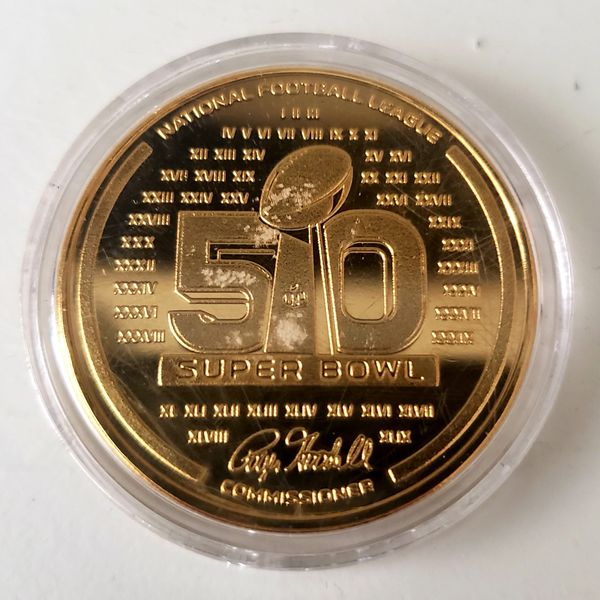 NATIONAL FOOTBALL LEAGUE
I II III
IV V VI VII VIII IX X XI
XII XIII XIV XV XVI
XVII XVIII XIX XX XXI XXII
XXIII XXIV XXV XXVI XXVII
XXVIII XXIX
XXX XXXI
XXXII XXXIII
XXXIV XXXV
XXXVI XXXVII
XXXVIII XXXIX
50
NFL
SUPER BOWL
XL XLI XLII XLIII XLIV XLV XLVI XLVII
XLVIII XLIX
COMMISSIONER